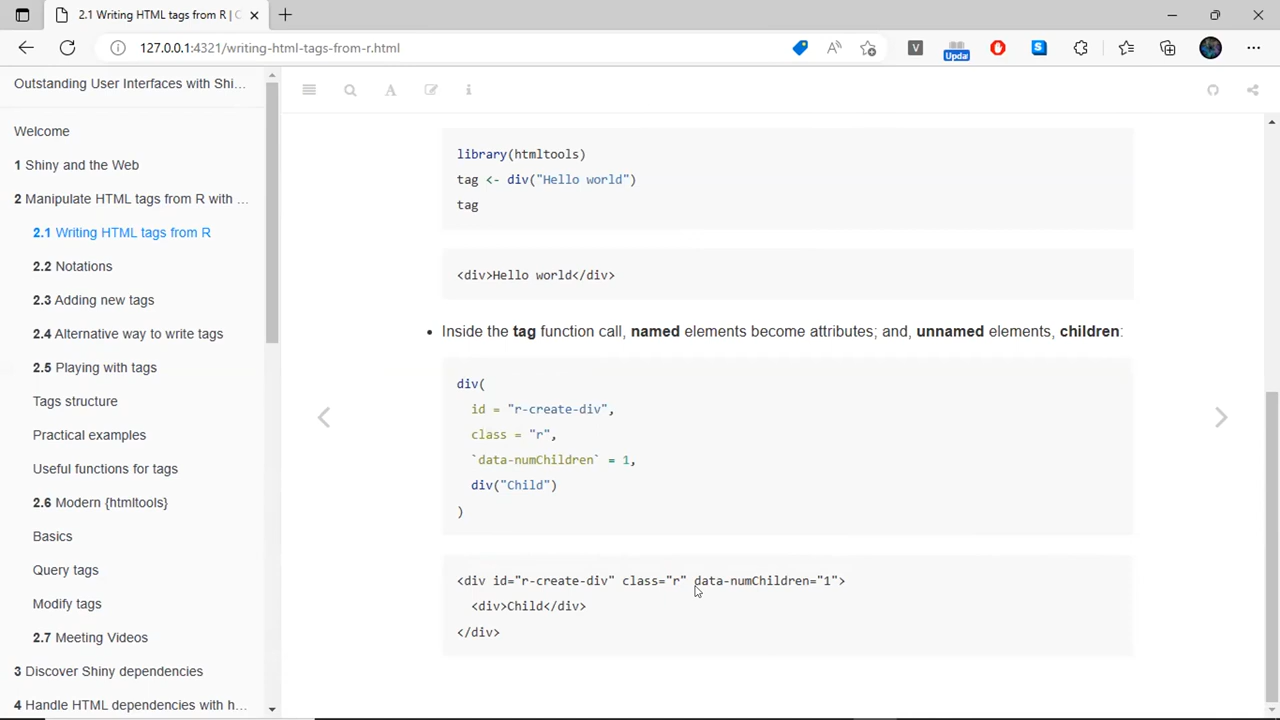 2.1 Writing HTML tags from R | C
127.0.0.1:4321/writing-html-tags-from-r.html
V
Updat
S
Outstanding User Interfaces with Shi...
Welcome
1 Shiny and the Web
2 Manipulate HTML tags from R with ...
2.1 Writing HTML tags from R
2.2 Notations
2.3 Adding new tags
2.4 Alternative way to write tags
2.5 Playing with tags
Tags structure
Practical examples
Useful functions for tags
2.6 Modern {htmltools}
Basics
Query tags
Modify tags
2.7 Meeting Videos
3 Discover Shiny dependencies
4 Handle HTML dependencies with h...
library(htmltools)
tag <- div("Hello world")
tag
<div>Hello world</div>
• Inside the tag function call, named elements become attributes; and, unnamed elements, children:
div(
  id = "r-create-div",
  class = "r",
  `data-numChildren` = 1,
  div("Child")
)
<div id="r-create-div" class="r" data-numChildren="1">
  <div>Child</div>
</div>